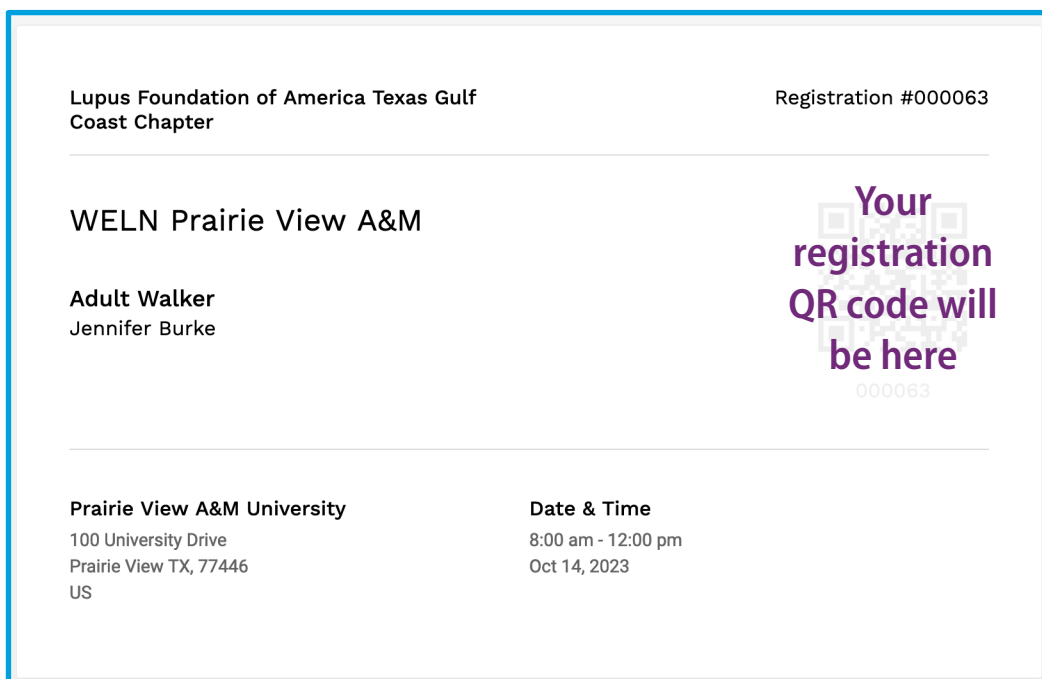 Lupus Foundation of America Texas Gulf
Coast Chapter
Registration #000063
WELN Prairie View A&M
Adult Walker
Jennifer Burke
Your
registration
QR code will
be here
000063
Prairie View A&M University
100 University Drive
Prairie View TX, 77446
US
Date & Time
8:00 am - 12:00 pm
Oct 14, 2023